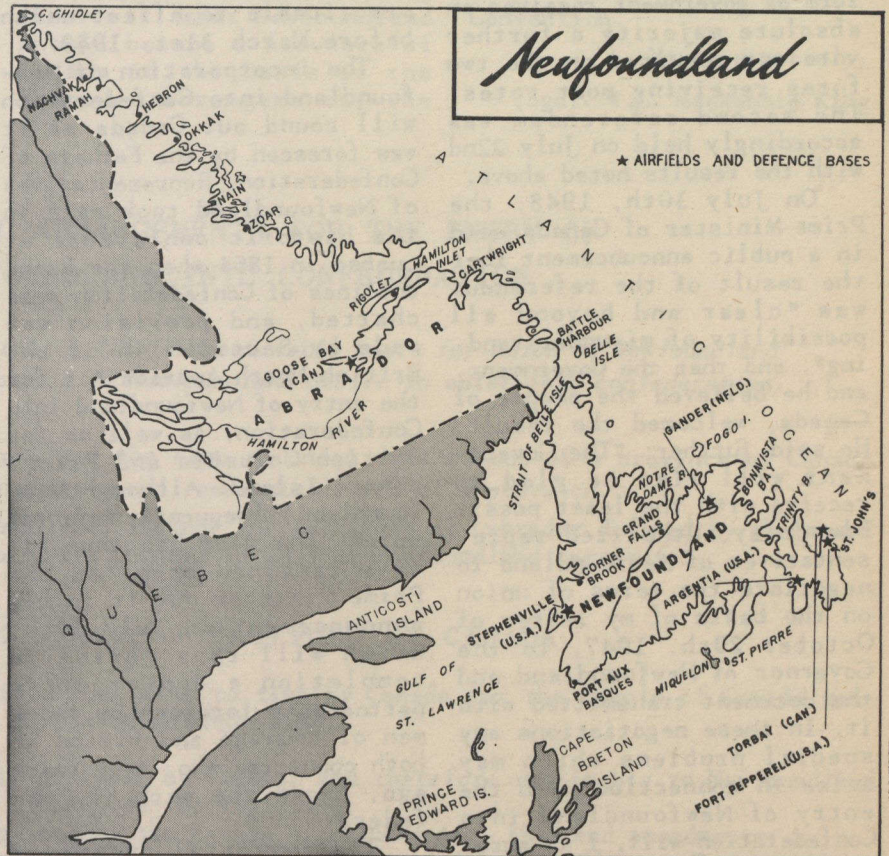 Newfoundland
★ AIRFIELDS AND DEFENCE BASES
C. CHIDLEY
NACHVAK
RAMAH
HEBRON
OKKAK
NAIN
ZOAR
ATLANTIC OCEAN
HAMILTON
INLET
RIGOLET
CARTWRIGHT
BATTLE
HARBOUR
BELLE
ISLE
GOOSE BAY
(CAN)
LABRADOR
HAMILTON RIVER
STRAIT OF BELLE ISLE
GANDER (NFLD)
FOGO I.
NOTRE
DAME B.
BONAVISTA
BAY
TRINITY B.
ST. JOHN'S
GRAND
FALLS
CORNER
BROOK
NEWFOUNDLAND
ARGENTIA (U.S.A.)
STEPHENVILLE
(U.S.A.)
QUEBEC
ANTICOSTI
ISLAND
GULF OF
ST. LAWRENCE
PORT AUX
BASQUES
MIQUELON
ST. PIERRE
TORBAY (CAN)
FORT PEPPERELL (U.S.A.)
CAPE
BRETON
ISLAND
PRINCE
EDWARD IS.